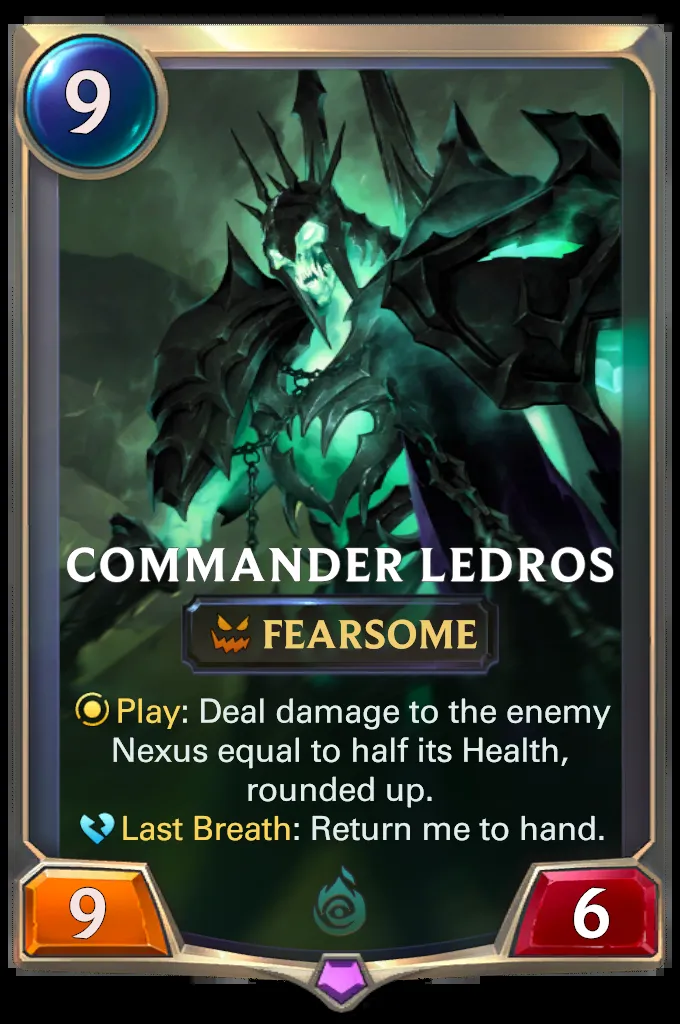 9
COMMANDER LEDROS
FEARSOME
Play: Deal damage to the enemy
Nexus equal to half its Health,
rounded up.
Last Breath: Return me to hand.
9
6